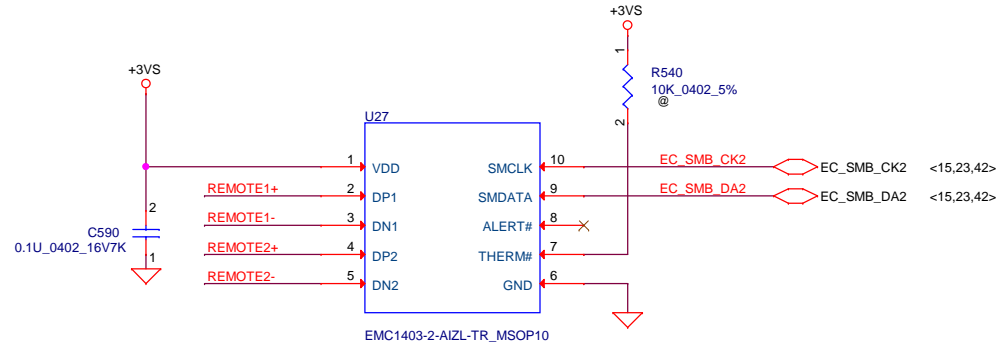 +3VS
+3VS
1
R540
10K_0402_5%
@
2
U27
1 VDD SMCLK 10 EC_SMB_CK2 EC_SMB_CK2 <15,23,42>
REMOTE1+ 2 DP1 SMDATA 9 EC_SMB_DA2 EC_SMB_DA2 <15,23,42>
REMOTE1- 3 DN1 ALERT# 8
REMOTE2+ 4 DP2 THERM# 7
REMOTE2- 5 DN2 GND 6
2
C590
0.1U_0402_16V7K
1
EMC1403-2-AIZL-TR_MSOP10